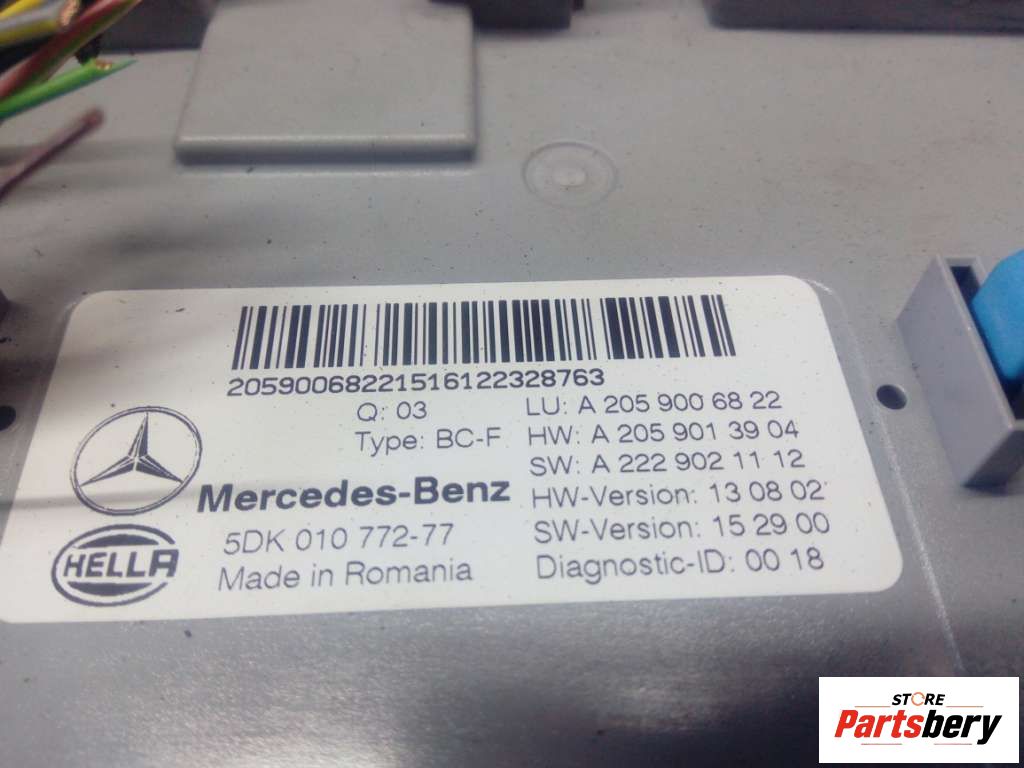 2059006822151612232​8763
Q: 03
LU: A 205 900 68 22
Type: BC-F
HW: A 205 901 39 04
SW: A 222 902 11 12
Mercedes-Benz
HW-Version: 13 08 02
5DK 010 772-77
SW-Version: 15 29 00
HELLA
Made in Romania
Diagnostic-ID: 00 18
STORE
Partsbery